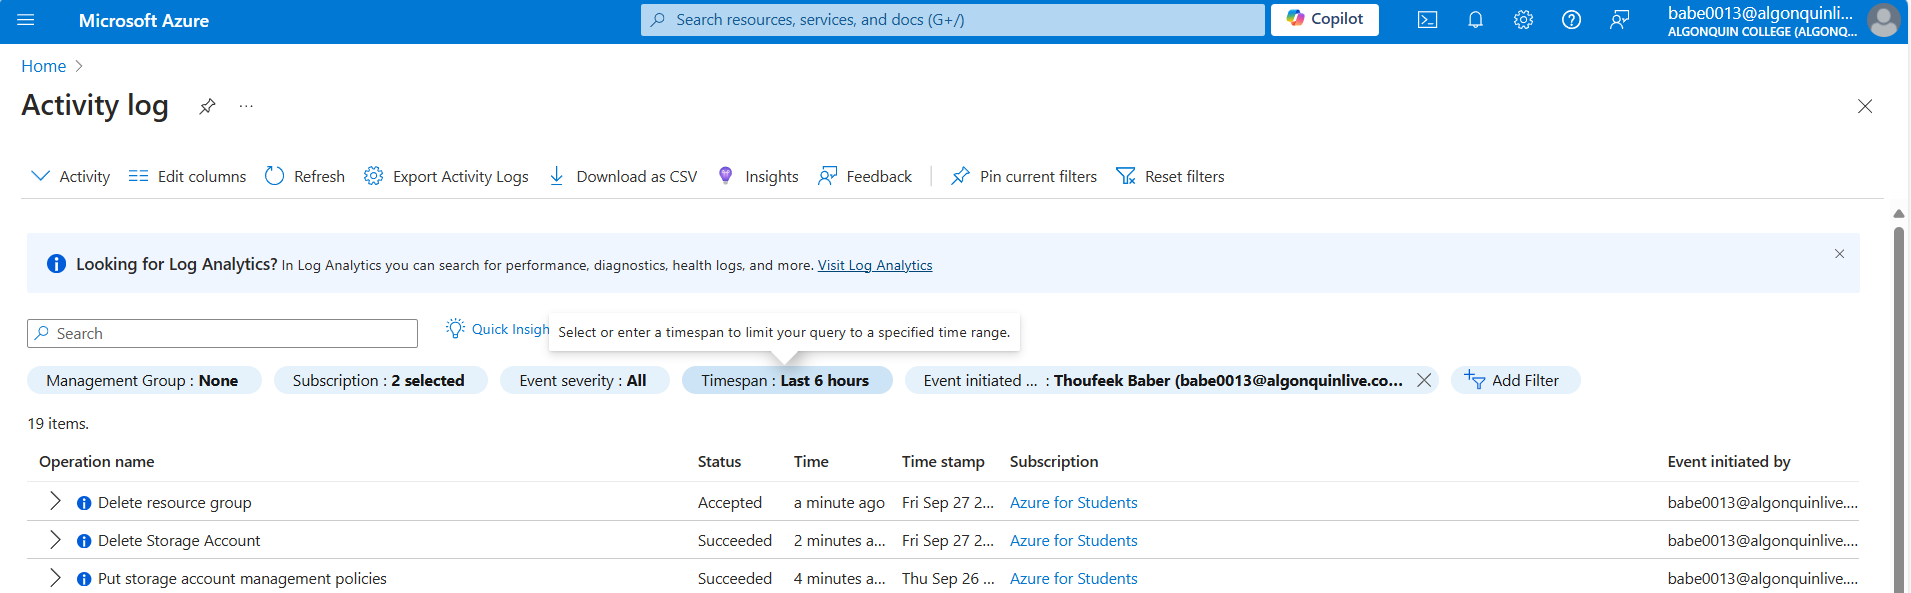 Microsoft Azure
Search resources, services, and docs (G+/)
Copilot
babe0013@algonquinli...
ALGONQUIN COLLEGE (ALGONQ...
Home
Activity log
Activity Edit columns Refresh Export Activity Logs Download as CSV Insights Feedback Pin current filters Reset filters
Looking for Log Analytics? In Log Analytics you can search for performance, diagnostics, health logs, and more. Visit Log Analytics
Search
Quick Insigh
Select or enter a timespan to limit your query to a specified time range.
Management Group : None Subscription : 2 selected Event severity : All Timespan : Last 6 hours Event initiated ... : Thoufeek Baber (babe0013@algonquinlive.co... Add Filter
19 items.
Operation name Status Time Time stamp Subscription Event initiated by
Delete resource group Accepted a minute ago Fri Sep 27 2... Azure for Students babe0013@algonquinlive....
Delete Storage Account Succeeded 2 minutes a... Fri Sep 27 2... Azure for Students babe0013@algonquinlive....
Put storage account management policies Succeeded 4 minutes a... Thu Sep 26 ... Azure for Students babe0013@algonquinlive....